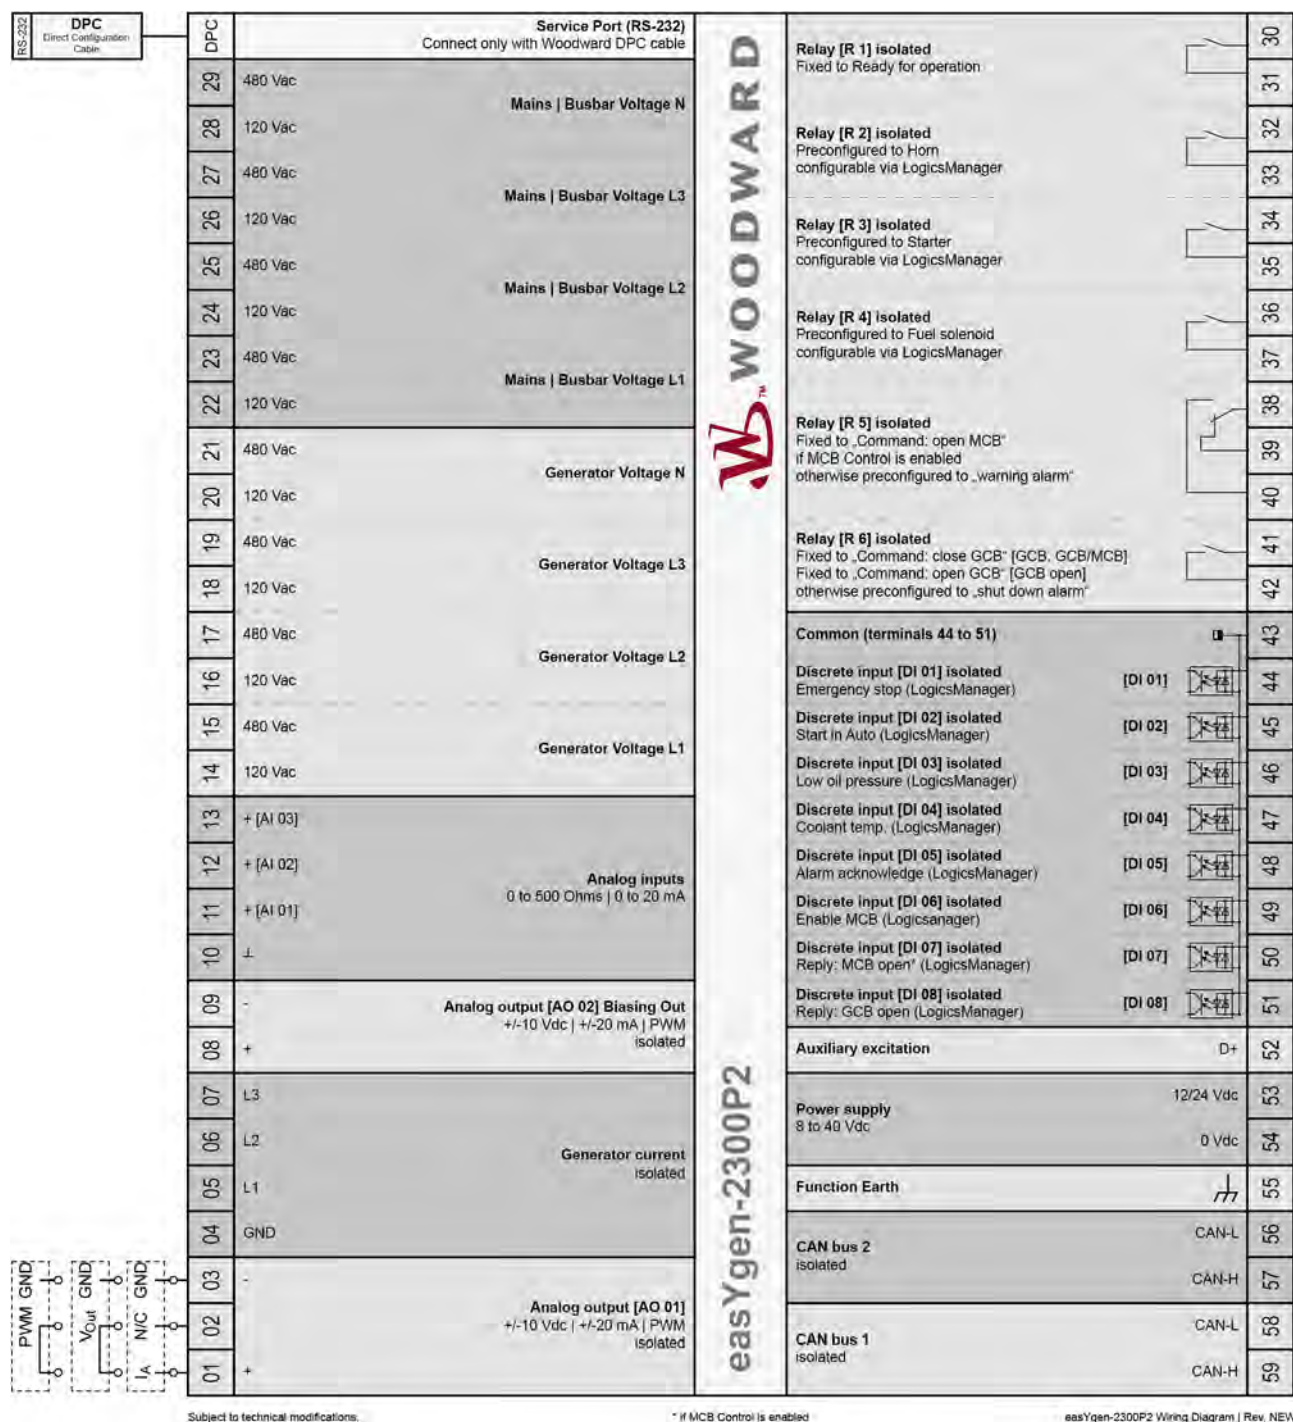 RS-232
DPC
Direct Configuration
Cable
DPC
Service Port (RS-232)
Connect only with Woodward DPC cable
29
480 Vac
Mains | Busbar Voltage N
28
120 Vac
27
480 Vac
Mains | Busbar Voltage L3
26
120 Vac
25
480 Vac
Mains | Busbar Voltage L2
24
120 Vac
23
480 Vac
Mains | Busbar Voltage L1
22
120 Vac
21
480 Vac
Generator Voltage N
20
120 Vac
19
480 Vac
Generator Voltage L3
18
120 Vac
17
480 Vac
Generator Voltage L2
16
120 Vac
15
480 Vac
Generator Voltage L1
14
120 Vac
13
+ [AI 03]
12
+ [AI 02]
Analog inputs
0 to 500 Ohms | 0 to 20 mA
11
+ [AI 01]
10
⊥
09
-
Analog output [AO 02] Biasing Out
+/-10 Vdc | +/-20 mA | PWM
isolated
08
+
07
L3
06
L2
Generator current
isolated
05
L1
04
GND
03
-
Analog output [AO 01]
+/-10 Vdc | +/-20 mA | PWM
isolated
02
01
+
PWM GND
VOut GND
IA N/C GND
WOODWARD
W TM
easYgen-2300P2
Relay [R 1] isolated
Fixed to Ready for operation
30
31
Relay [R 2] isolated
Preconfigured to Horn
configurable via LogicsManager
32
33
Relay [R 3] isolated
Preconfigured to Starter
configurable via LogicsManager
34
35
Relay [R 4] isolated
Preconfigured to Fuel solenoid
configurable via LogicsManager
36
37
Relay [R 5] isolated
Fixed to „Command: open MCB“
if MCB Control is enabled
otherwise preconfigured to „warning alarm“
38
39
40
Relay [R 6] isolated
Fixed to „Command: close GCB“ [GCB, GCB/MCB]
Fixed to „Command: open GCB“ [GCB open]
otherwise preconfigured to „shut down alarm“
41
42
Common (terminals 44 to 51)
43
Discrete input [DI 01] isolated
Emergency stop (LogicsManager)
[DI 01]
44
Discrete input [DI 02] isolated
Start in Auto (LogicsManager)
[DI 02]
45
Discrete input [DI 03] isolated
Low oil pressure (LogicsManager)
[DI 03]
46
Discrete input [DI 04] isolated
Coolant temp. (LogicsManager)
[DI 04]
47
Discrete input [DI 05] isolated
Alarm acknowledge (LogicsManager)
[DI 05]
48
Discrete input [DI 06] isolated
Enable MCB (Logicsanager)
[DI 06]
49
Discrete input [DI 07] isolated
Reply: MCB open* (LogicsManager)
[DI 07]
50
Discrete input [DI 08] isolated
Reply: GCB open (LogicsManager)
[DI 08]
51
Auxiliary excitation
D+
52
Power supply
8 to 40 Vdc
12/24 Vdc
53
0 Vdc
54
Function Earth
55
CAN bus 2
isolated
CAN-L
56
CAN-H
57
CAN bus 1
isolated
CAN-L
58
CAN-H
59
Subject to technical modifications.
* if MCB Control is enabled
easYgen-2300P2 Wiring Diagram | Rev. NEW